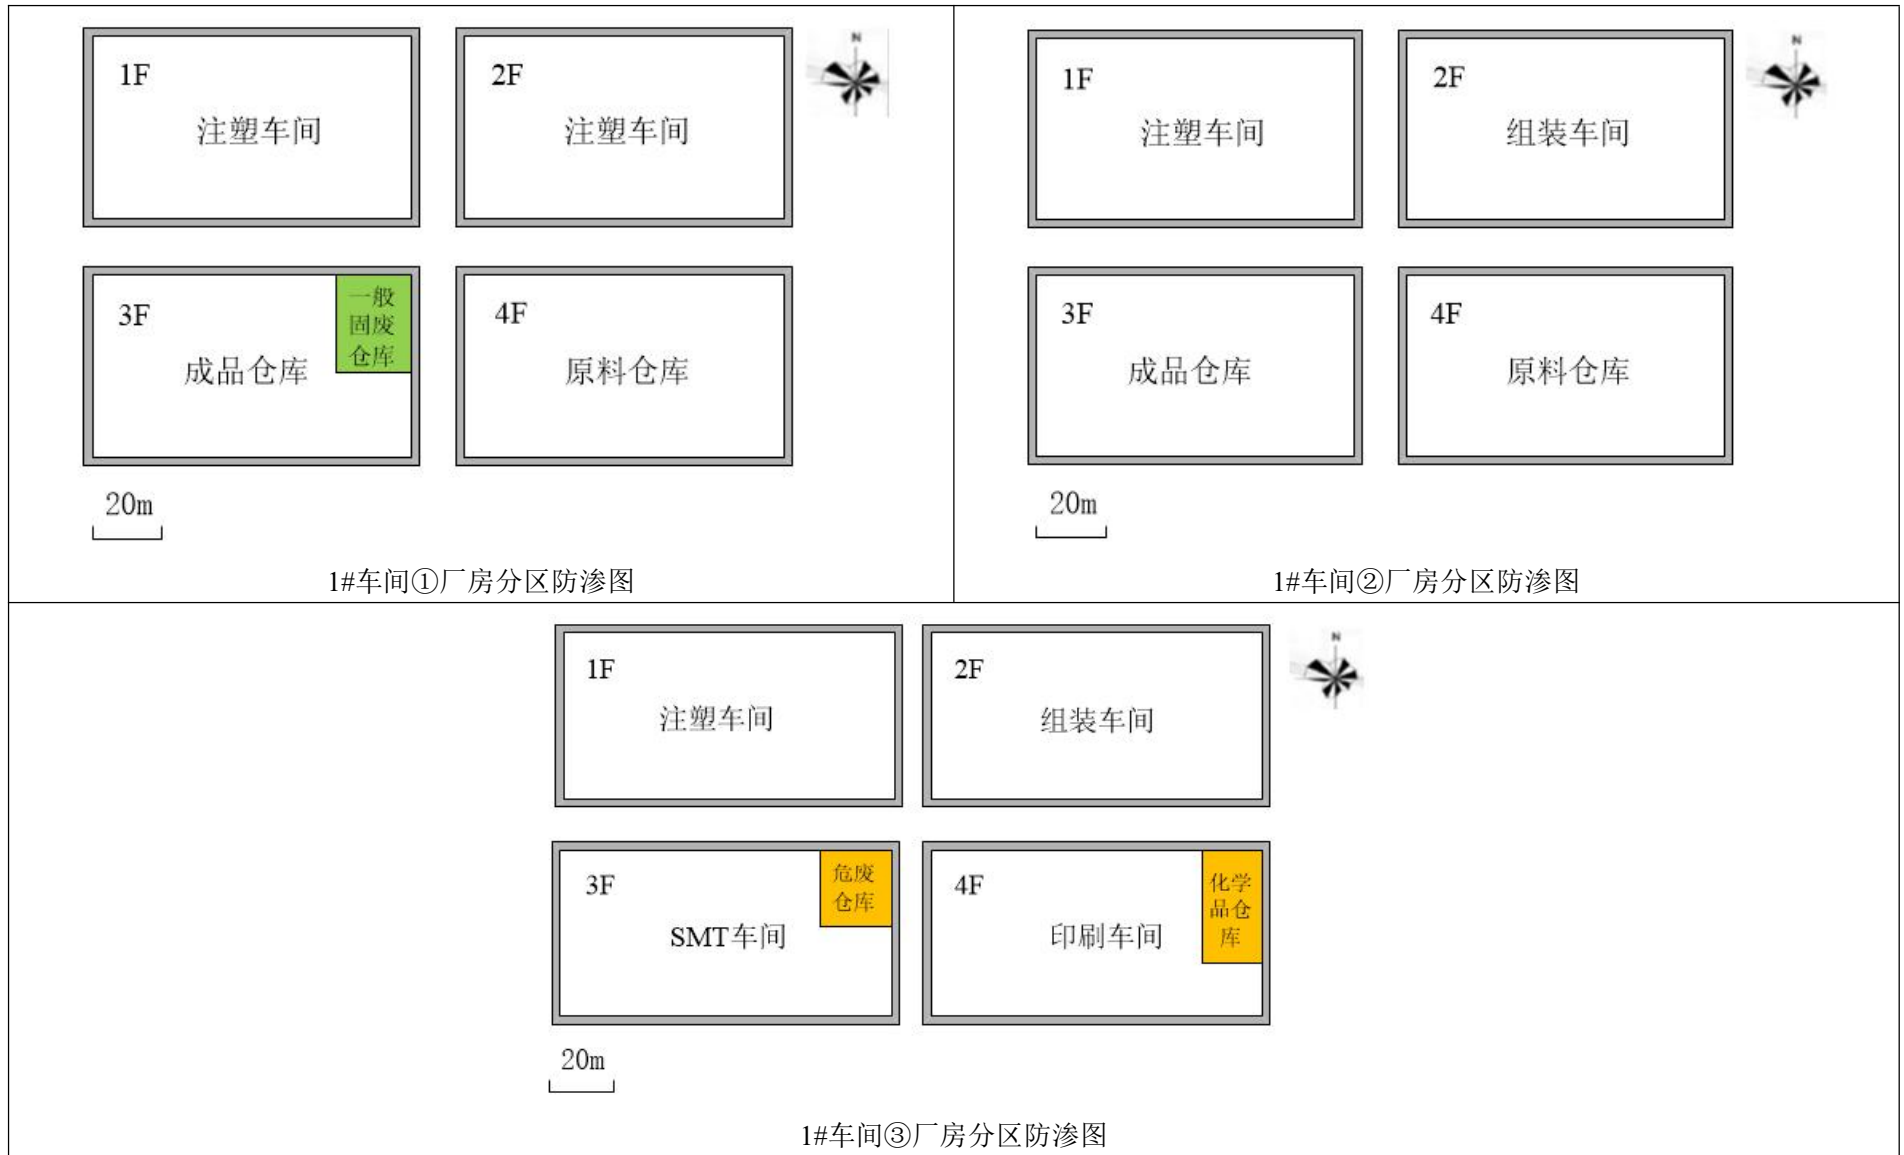 1F
注塑车间
2F
注塑车间
N
3F
成品仓库
一般
固废
仓库
4F
原料仓库
20m
1#车间①厂房分区防渗图
1F
注塑车间
2F
组装车间
N
3F
成品仓库
4F
原料仓库
20m
1#车间②厂房分区防渗图
1F
注塑车间
2F
组装车间
N
3F
SMT车间
危废
仓库
4F
印刷车间
化学
品仓
库
20m
1#车间③厂房分区防渗图